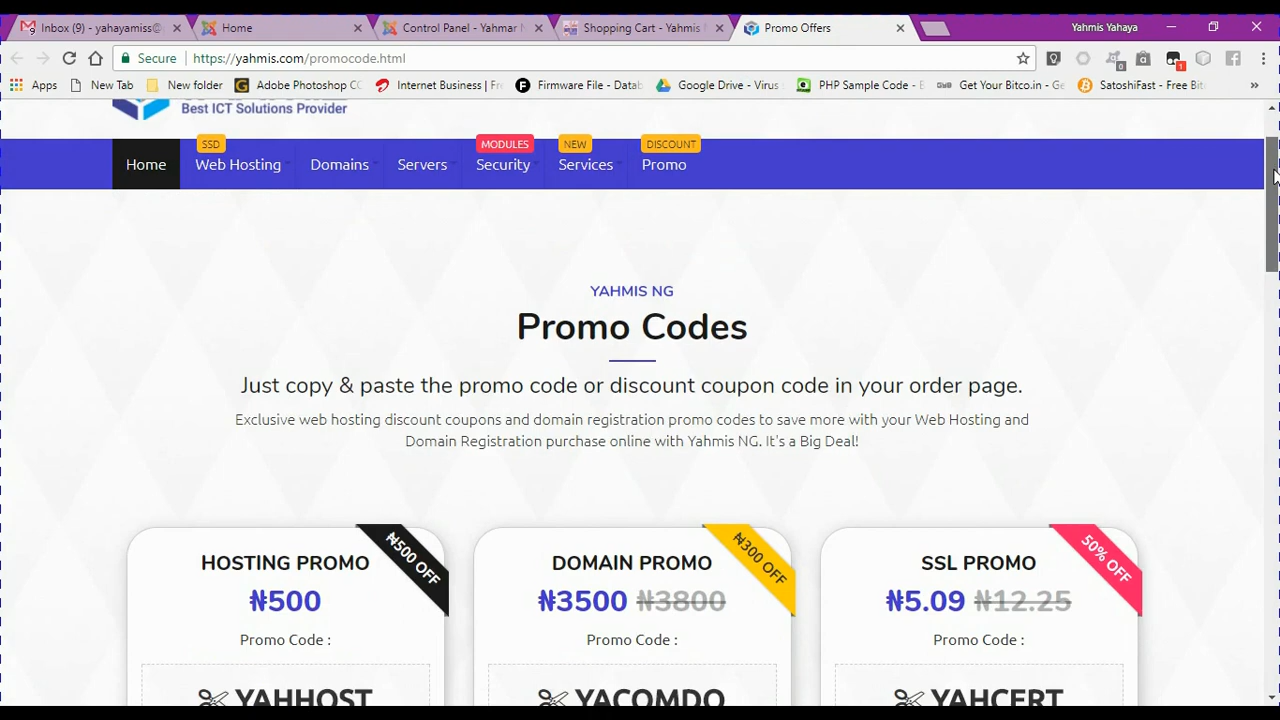 Inbox (9) - yahayamiss@
Home
Control Panel - Yahmar N
Shopping Cart - Yahmis N
Promo Offers
Yahmis Yahaya
Secure
https://yahmis.com/promocode.html
0
1
Apps
New Tab
New folder
Adobe Photoshop CC
Internet Business | Fr
Firmware File - Datab
Google Drive - Virus
PHP Sample Code - B
Get Your Bitco.in - Ge
SatoshiFast - Free Bit
»
Best ICT Solutions Provider
SSD
MODULES
NEW
DISCOUNT
Home
Web Hosting
Domains
Servers
Security
Services
Promo
YAHMIS NG
Promo Codes
Just copy & paste the promo code or discount coupon code in your order page.
Exclusive web hosting discount coupons and domain registration promo codes to save more with your Web Hosting and
Domain Registration purchase online with Yahmis NG. It's a Big Deal!
₦500 OFF
HOSTING PROMO
₦500
Promo Code :
YAHHOST
₦300 OFF
DOMAIN PROMO
₦3500 ₦3800
Promo Code :
YACOMDO
50% OFF
SSL PROMO
₦5.09 ₦12.25
Promo Code :
YAHCERT